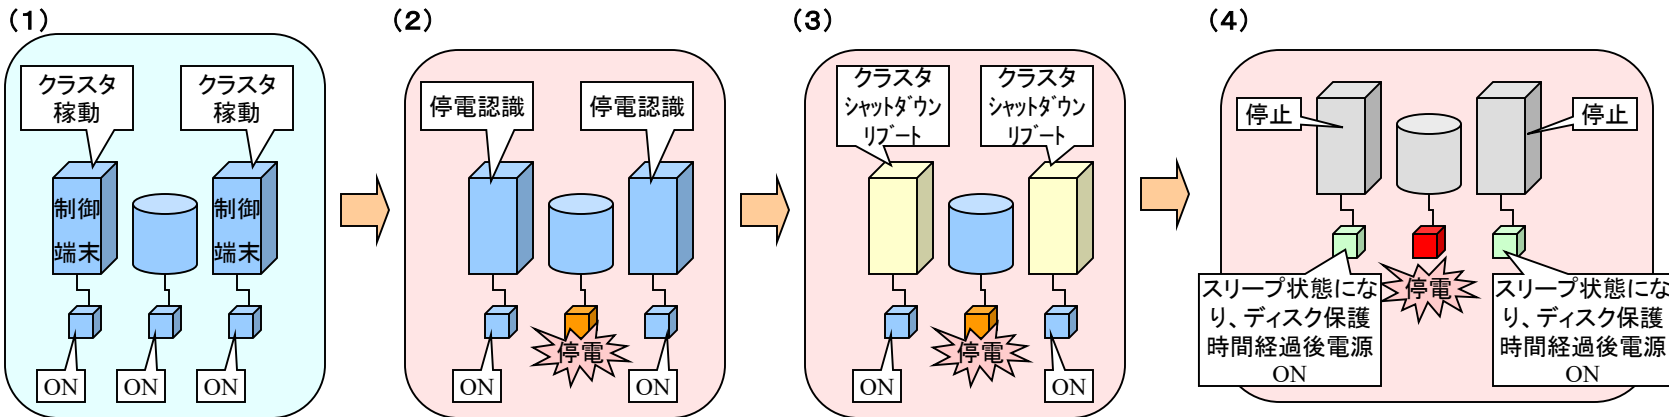 (1)
クラスタ
稼動
クラスタ
稼動
制御
端末
制御
端末
ON
ON
ON
(2)
停電認識
停電認識
停電
ON
ON
(3)
クラスタ
ｼｬｯﾄﾀﾞｳﾝ
ﾘﾌﾞｰﾄ
クラスタ
ｼｬｯﾄﾀﾞｳﾝ
ﾘﾌﾞｰﾄ
停電
ON
ON
(4)
停止
停止
停電
スリープ状態にな
り、ディスク保護
時間経過後電源
ON
スリープ状態にな
り、ディスク保護
時間経過後電源
ON